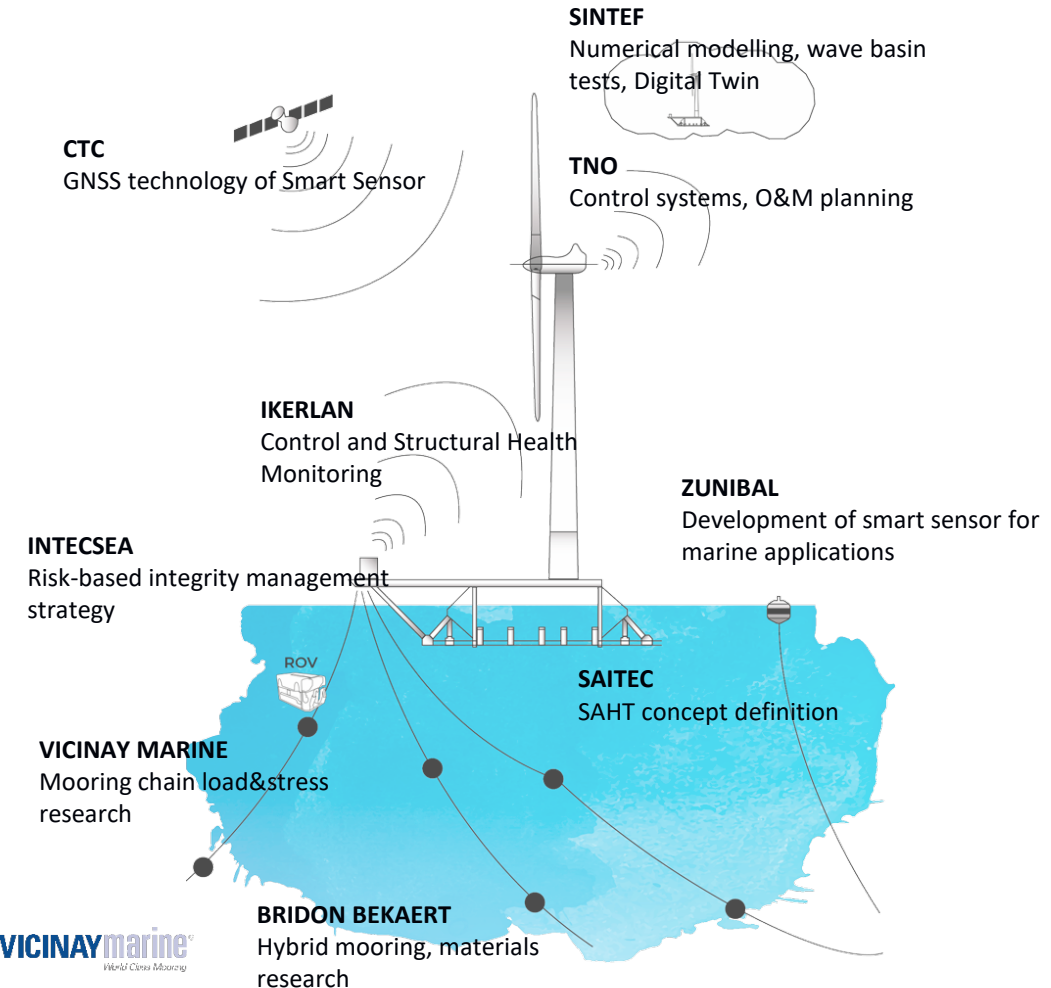 SINTEF
Numerical modelling, wave basin
tests, Digital Twin
CTC
GNSS technology of Smart Sensor
TNO
Control systems, O&M planning
IKERLAN
Control and Structural Health
Monitoring
ZUNIBAL
Development of smart sensor for
marine applications
INTECSEA
Risk-based integrity management
strategy
ROV
SAITEC
SAHT concept definition
VICINAY MARINE
Mooring chain load&stress
research
BRIDON BEKAERT
Hybrid mooring, materials
research
VICINAY marine
World Class Mooring